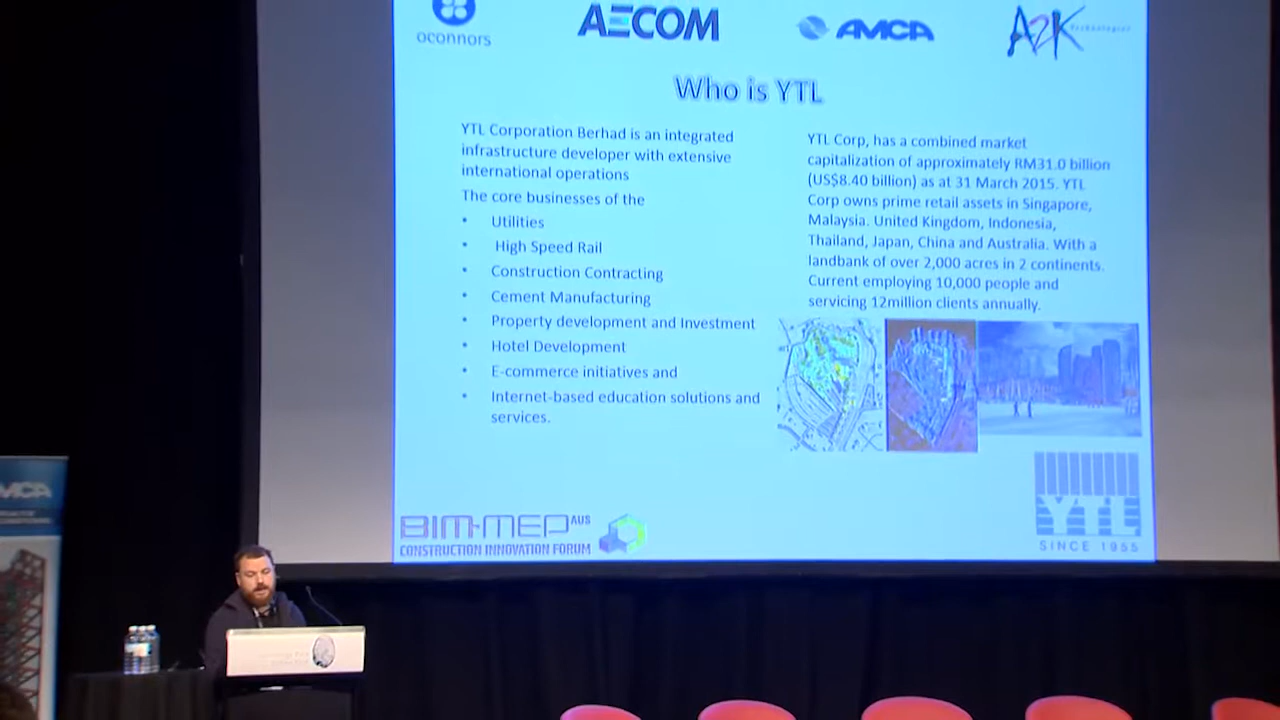 oconnors
AECOM
AMCA
A2K
Technologies
Who is YTL
YTL Corporation Berhad is an integrated
infrastructure developer with extensive
international operations
The core businesses of the
• Utilities
• High Speed Rail
• Construction Contracting
• Cement Manufacturing
• Property development and Investment
• Hotel Development
• E-commerce initiatives and
• Internet-based education solutions and
services.
YTL Corp, has a combined market
capitalization of approximately RM31.0 billion
(US$8.40 billion) as at 31 March 2015. YTL
Corp owns prime retail assets in Singapore,
Malaysia. United Kingdom, Indonesia,
Thailand, Japan, China and Australia. With a
landbank of over 2,000 acres in 2 continents.
Current employing 10,000 people and
servicing 12million clients annually.
BIM-MEP AUS
CONSTRUCTION INNOVATION FORUM
YTL
SINCE 1955
MCA